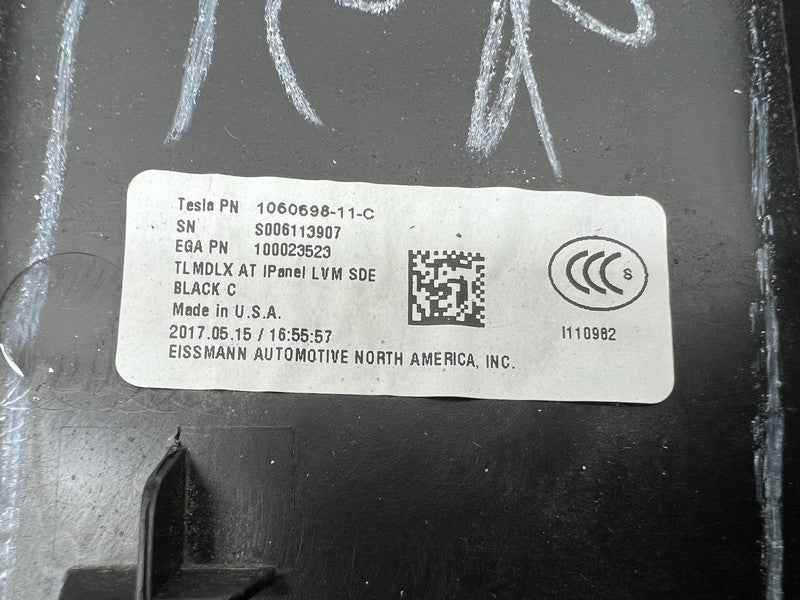 Tesla PN 1060698-11-C
SN S006113907
EGA PN 100023523
TLMDLX AT IPanel LVM SDE
BLACK C
Made in U.S.A.
2017.05.15 / 16:55:57
EISSMANN AUTOMOTIVE NORTH AMERICA, INC.
CCC S
I110982